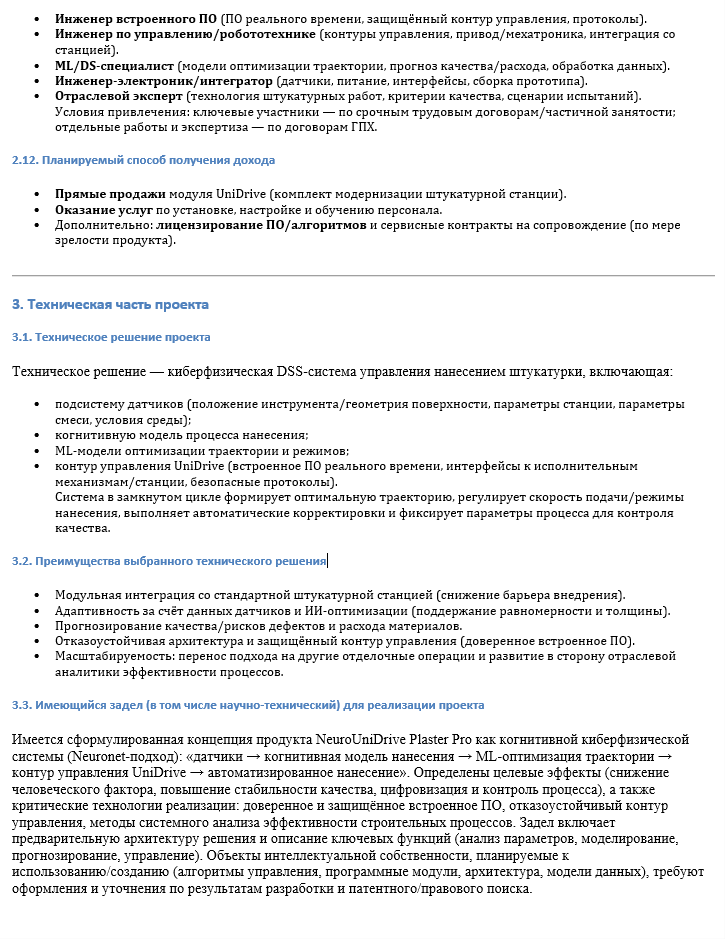 • Инженер встроенного ПО (ПО реального времени, защищённый контур управления, протоколы).
• Инженер по управлению/робототехнике (контуры управления, привод/мехатроника, интеграция со
станцией).
• ML/DS-специалист (модели оптимизации траектории, прогноз качества/расхода, обработка данных).
• Инженер-электроник/интегратор (датчики, питание, интерфейсы, сборка прототипа).
• Отраслевой эксперт (технология штукатурных работ, критерии качества, сценарии испытаний).
Условия привлечения: ключевые участники — по срочным трудовым договорам/частичной занятости;
отдельные работы и экспертиза — по договорам ГПХ.
2.12. Планируемый способ получения дохода
• Прямые продажи модуля UniDrive (комплект модернизации штукатурной станции).
• Оказание услуг по установке, настройке и обучению персонала.
• Дополнительно: лицензирование ПО/алгоритмов и сервисные контракты на сопровождение (по мере
зрелости продукта).
3. Техническая часть проекта
3.1. Техническое решение проекта
Техническое решение — киберфизическая DSS-система управления нанесением штукатурки, включающая:
• подсистему датчиков (положение инструмента/геометрия поверхности, параметры станции, параметры
смеси, условия среды);
• когнитивную модель процесса нанесения;
• ML-модели оптимизации траектории и режимов;
• контур управления UniDrive (встроенное ПО реального времени, интерфейсы к исполнительным
механизмам/станции, безопасные протоколы).
Система в замкнутом цикле формирует оптимальную траекторию, регулирует скорость подачи/режимы
нанесения, выполняет автоматические корректировки и фиксирует параметры процесса для контроля
качества.
3.2. Преимущества выбранного технического решения
• Модульная интеграция со стандартной штукатурной станцией (снижение барьера внедрения).
• Адаптивность за счёт данных датчиков и ИИ-оптимизации (поддержание равномерности и толщины).
• Прогнозирование качества/рисков дефектов и расхода материалов.
• Отказоустойчивая архитектура и защищённый контур управления (доверенное встроенное ПО).
• Масштабируемость: перенос подхода на другие отделочные операции и развитие в сторону отраслевой
аналитики эффективности процессов.
3.3. Имеющийся задел (в том числе научно-технический) для реализации проекта
Имеется сформулированная концепция продукта NeuroUniDrive Plaster Pro как когнитивной киберфизической
системы (Neuronet-подход): «датчики → когнитивная модель нанесения → ML-оптимизация траектории →
контур управления UniDrive → автоматизированное нанесение». Определены целевые эффекты (снижение
человеческого фактора, повышение стабильности качества, цифровизация и контроль процесса), а также
критические технологии реализации: доверенное и защищённое встроенное ПО, отказоустойчивый контур
управления, методы системного анализа эффективности строительных процессов. Задел включает
предварительную архитектуру решения и описание ключевых функций (анализ параметров, моделирование,
прогнозирование, управление). Объекты интеллектуальной собственности, планируемые к
использованию/созданию (алгоритмы управления, программные модули, архитектура, модели данных), требуют
оформления и уточнения по результатам разработки и патентного/правового поиска.